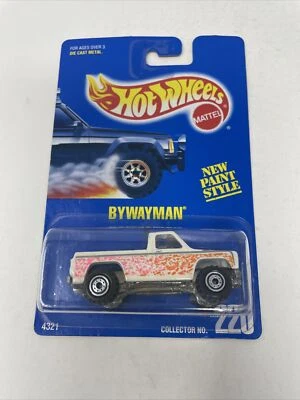 FOR AGES OVER 3
DIE CAST METAL
HOT WHEELS
MATTEL
NEW
PAINT
STYLE
BYWAYMAN
4321
COLLECTOR NO.
220